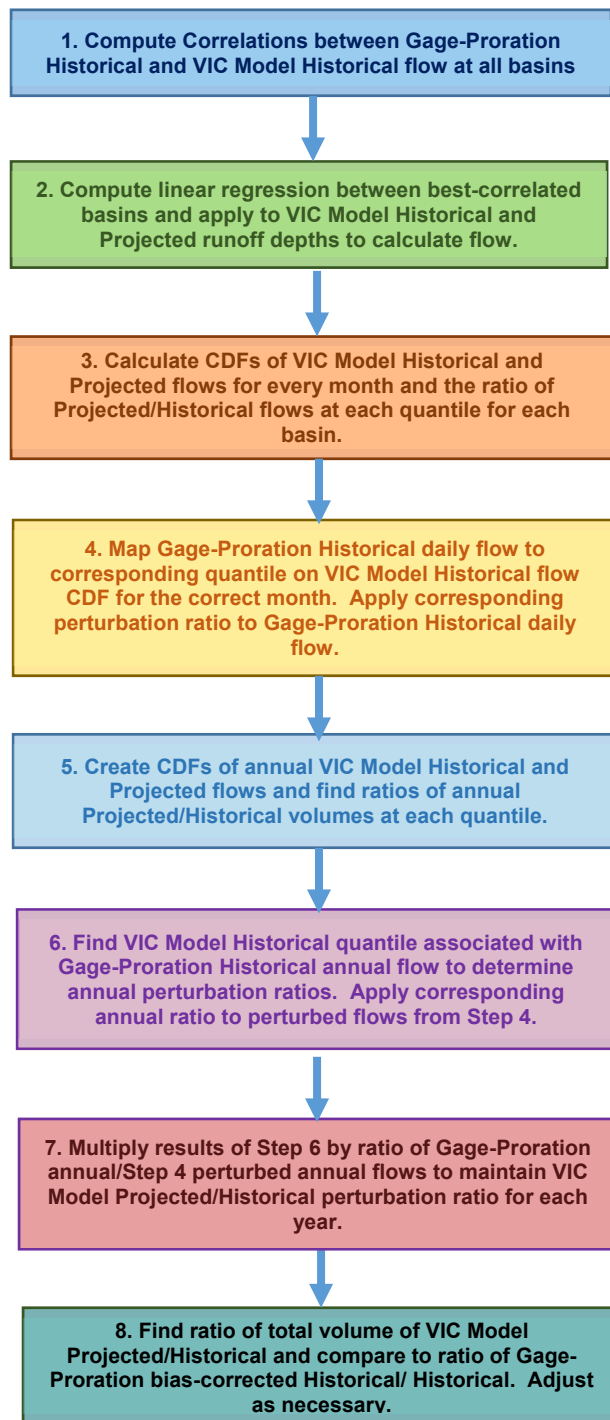 1. Compute Correlations between Gage-Proration
Historical and VIC Model Historical flow at all basins
2. Compute linear regression between best-correlated
basins and apply to VIC Model Historical and
Projected runoff depths to calculate flow.
3. Calculate CDFs of VIC Model Historical and
Projected flows for every month and the ratio of
Projected/Historical flows at each quantile for each
basin.
4. Map Gage-Proration Historical daily flow to
corresponding quantile on VIC Model Historical flow
CDF for the correct month.  Apply corresponding
perturbation ratio to Gage-Proration Historical daily
flow.
5. Create CDFs of annual VIC Model Historical and
Projected flows and find ratios of annual
Projected/Historical volumes at each quantile.
6. Find VIC Model Historical quantile associated with
Gage-Proration Historical annual flow to determine
annual perturbation ratios.  Apply corresponding
annual ratio to perturbed flows from Step 4.
7. Multiply results of Step 6 by ratio of Gage-Proration
annual/Step 4 perturbed annual flows to maintain VIC
Model Projected/Historical perturbation ratio for each
year.
8. Find ratio of total volume of VIC Model
Projected/Historical and compare to ratio of Gage-
Proration bias-corrected Historical/ Historical.  Adjust
as necessary.